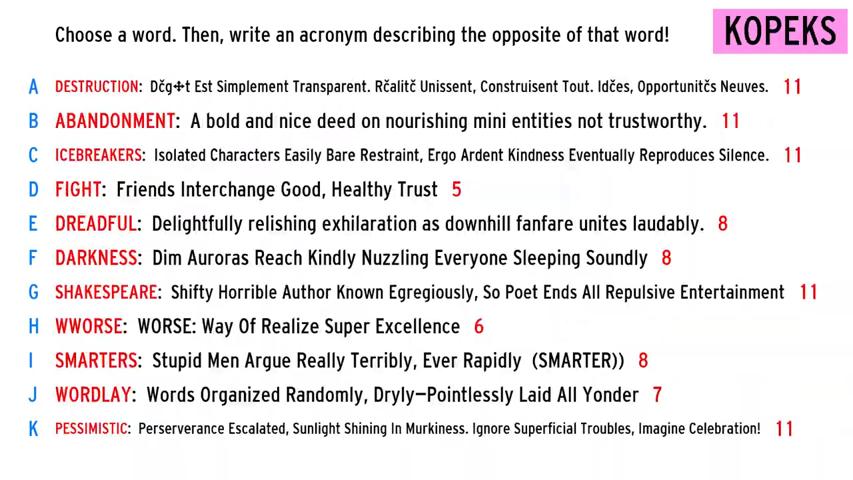 Choose a word. Then, write an acronym describing the opposite of that word!
KOPEKS
A DESTRUCTION: Dčg✣t Est Simplement Transparent. Rčalitč Unissent, Construisent Tout. Idčes, Opportunitčs Neuves. 11
B ABANDONMENT: A bold and nice deed on nourishing mini entities not trustworthy. 11
C ICEBREAKERS: Isolated Characters Easily Bare Restraint, Ergo Ardent Kindness Eventually Reproduces Silence. 11
D FIGHT: Friends Interchange Good, Healthy Trust 5
E DREADFUL: Delightfully relishing exhilaration as downhill fanfare unites laudably. 8
F DARKNESS: Dim Auroras Reach Kindly Nuzzling Everyone Sleeping Soundly 8
G SHAKESPEARE: Shifty Horrible Author Known Egregiously, So Poet Ends All Repulsive Entertainment 11
H WWORSE: WORSE: Way Of Realize Super Excellence 6
I SMARTERS: Stupid Men Argue Really Terribly, Ever Rapidly (SMARTER)) 8
J WORDLAY: Words Organized Randomly, Dryly—Pointlessly Laid All Yonder 7
K PESSIMISTIC: Perserverance Escalated, Sunlight Shining In Murkiness. Ignore Superficial Troubles, Imagine Celebration! 11